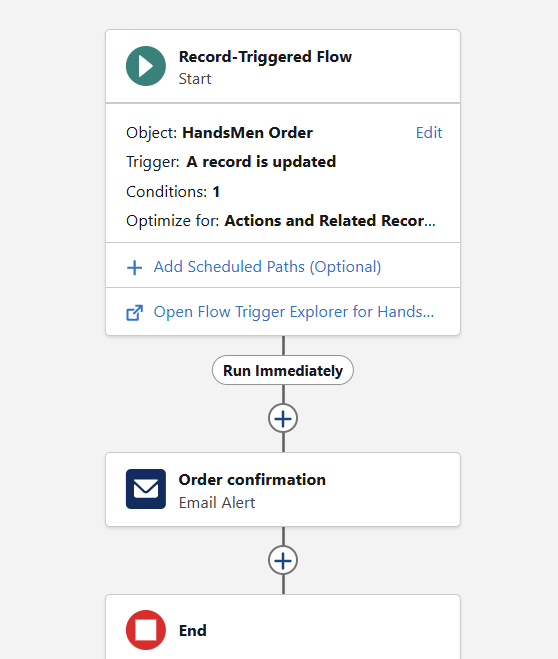 Record-Triggered Flow
Start
Object: HandsMen Order Edit
Trigger: A record is updated
Conditions: 1
Optimize for: Actions and Related Recor...
Add Scheduled Paths (Optional)
Open Flow Trigger Explorer for Hands...
Run Immediately
Order confirmation
Email Alert
End